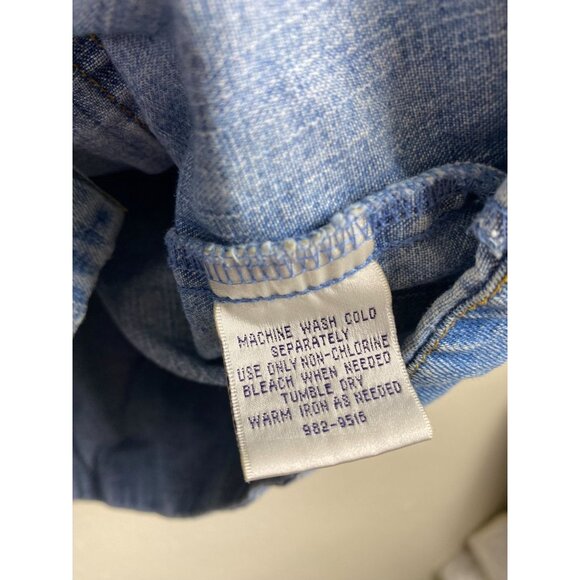 MACHINE WASH COLD
SEPARATELY
USE ONLY NON-CHLORINE
BLEACH WHEN NEEDED
TUMBLE DRY
WARM IRON AS NEEDED
982-9516